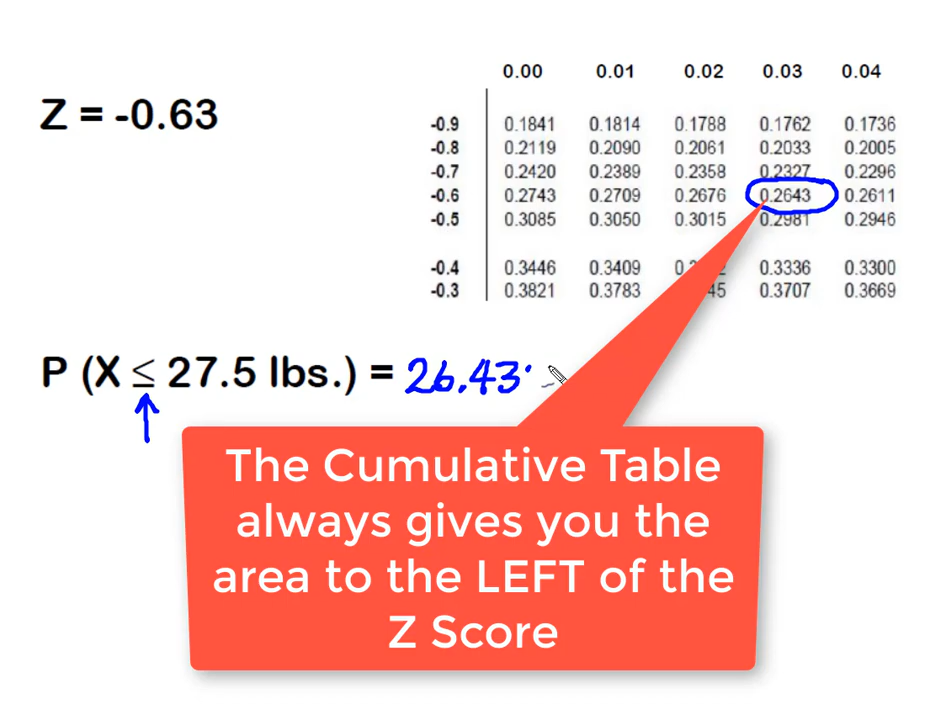 0.00 0.01 0.02 0.03 0.04
Z = -0.63
-0.9 0.1841 0.1814 0.1788 0.1762 0.1736
-0.8 0.2119 0.2090 0.2061 0.2033 0.2005
-0.7 0.2420 0.2389 0.2358 0.2327 0.2296
-0.6 0.2743 0.2709 0.2676 0.2643 0.2611
-0.5 0.3085 0.3050 0.3015 0.2981 0.2946
-0.4 0.3446 0.3409 0.3336 0.3300
-0.3 0.3821 0.3783 45 0.3707 0.3669
P (X ≤ 27.5 lbs.) = 26.43
The Cumulative Table
always gives you the
area to the LEFT of the
Z Score